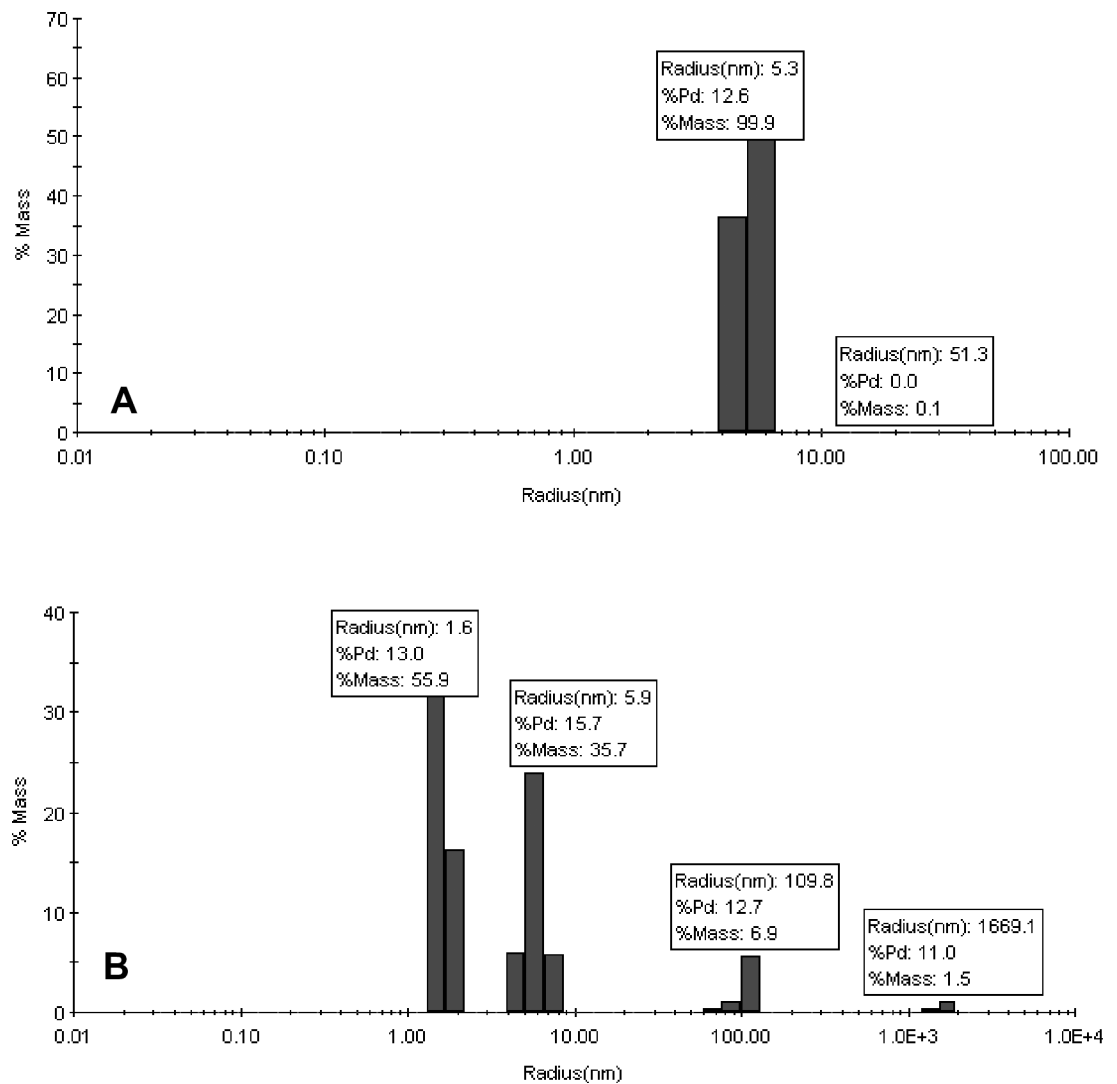 70
60
50
40
30
20
10
0
% Mass
Radius(nm): 5.3
%Pd: 12.6
%Mass: 99.9
Radius(nm): 51.3
%Pd: 0.0
%Mass: 0.1
A
0.01 0.10 1.00 10.00 100.00
Radius(nm)
40
30
20
10
0
% Mass
Radius(nm): 1.6
%Pd: 13.0
%Mass: 55.9
Radius(nm): 5.9
%Pd: 15.7
%Mass: 35.7
Radius(nm): 109.8
%Pd: 12.7
%Mass: 6.9
Radius(nm): 1669.1
%Pd: 11.0
%Mass: 1.5
B
0.01 0.10 1.00 10.00 100.00 1.0E+3 1.0E+4
Radius(nm)